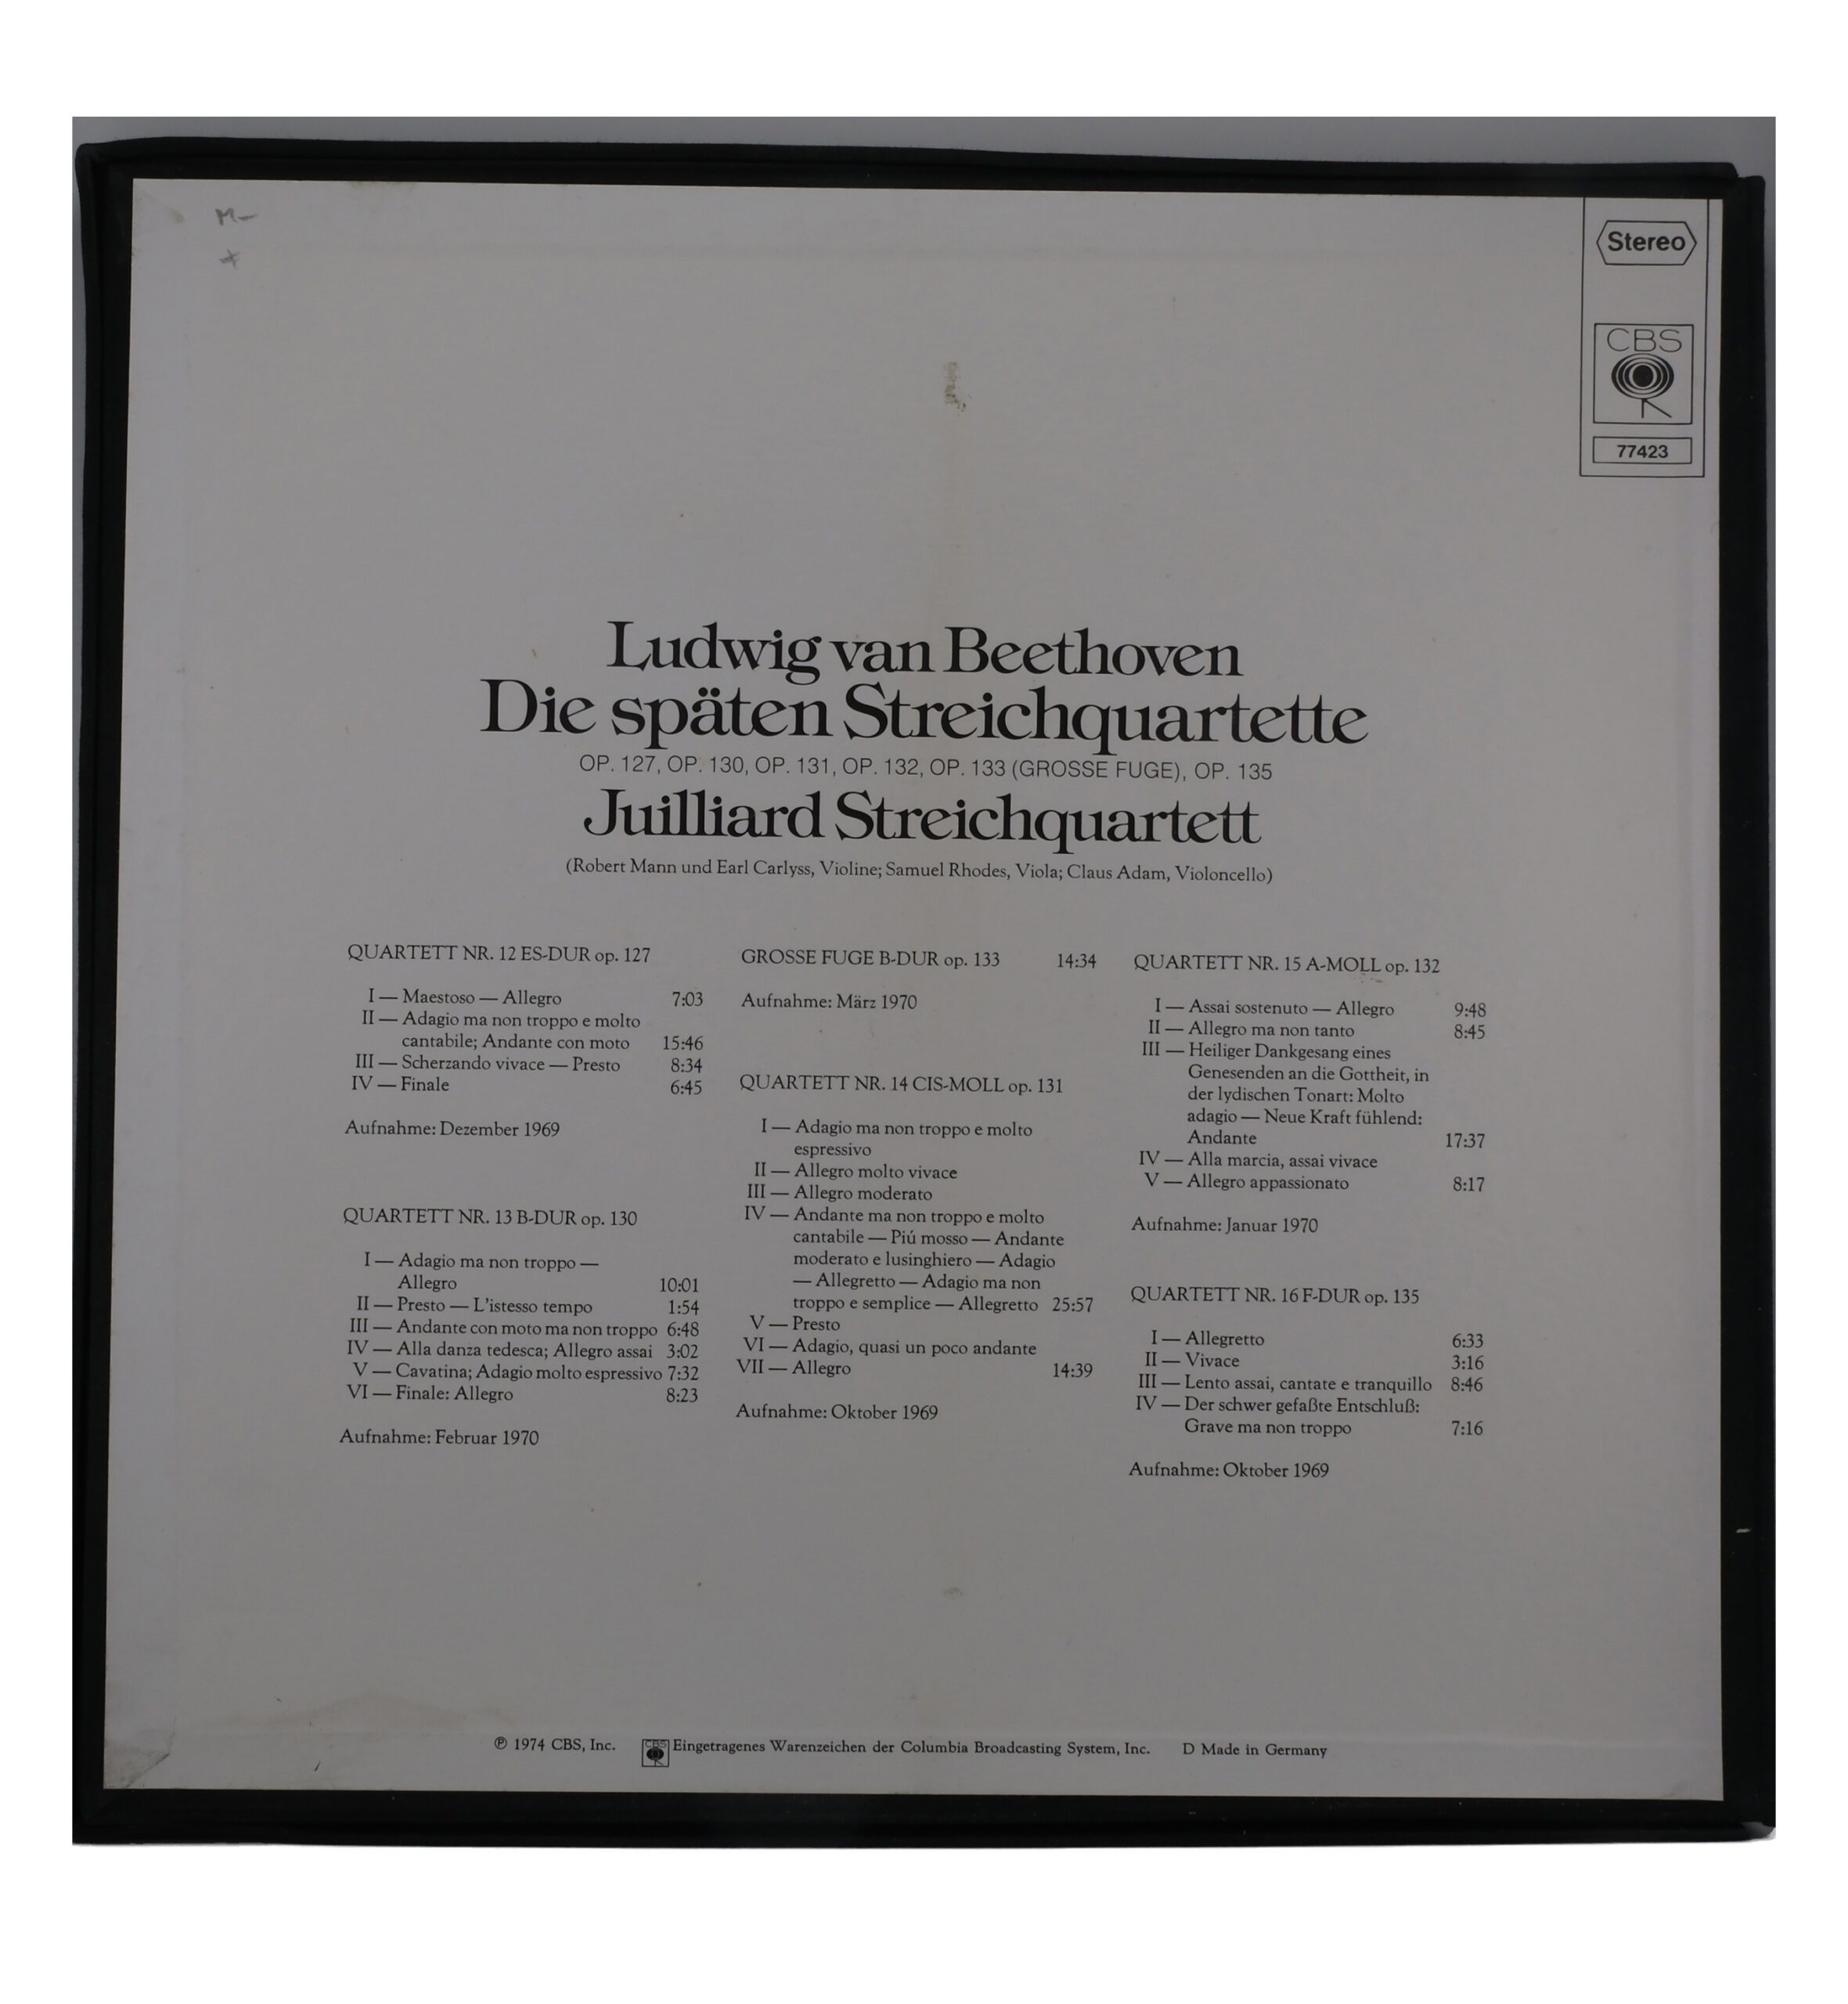 M-
Stereo
CBS
77423
Ludwig van Beethoven
Die späten Streichquartette
OP. 127, OP. 130, OP. 131, OP. 132, OP. 133 (GROSSE FUGE), OP. 135
Juilliard Streichquartett
(Robert Mann und Earl Carlyss, Violine; Samuel Rhodes, Viola; Claus Adam, Violoncello)
QUARTETT NR. 12 ES-DUR op. 127
I — Maestoso — Allegro 7:03
II — Adagio ma non troppo e molto
cantabile; Andante con moto 15:46
III — Scherzando vivace — Presto 8:34
IV — Finale 6:45
Aufnahme: Dezember 1969
QUARTETT NR. 13 B-DUR op. 130
I — Adagio ma non troppo —
Allegro 10:01
II — Presto — L'istesso tempo 1:54
III — Andante con moto ma non troppo 6:48
IV — Alla danza tedesca; Allegro assai 3:02
V — Cavatina; Adagio molto espressivo 7:32
VI — Finale: Allegro 8:23
Aufnahme: Februar 1970
GROSSE FUGE B-DUR op. 133 14:34
Aufnahme: März 1970
QUARTETT NR. 14 CIS-MOLL op. 131
I — Adagio ma non troppo e molto
espressivo
II — Allegro molto vivace
III — Allegro moderato
IV — Andante ma non troppo e molto
cantabile — Piú mosso — Andante
moderato e lusinghiero — Adagio
— Allegretto — Adagio ma non
troppo e semplice — Allegretto 25:57
V — Presto
VI — Adagio, quasi un poco andante
VII — Allegro 14:39
Aufnahme: Oktober 1969
QUARTETT NR. 15 A-MOLL op. 132
I — Assai sostenuto — Allegro 9:48
II — Allegro ma non tanto 8:45
III — Heiliger Dankgesang eines
Genesenden an die Gottheit, in
der lydischen Tonart: Molto
adagio — Neue Kraft fühlend:
Andante 17:37
IV — Alla marcia, assai vivace
V — Allegro appassionato 8:17
Aufnahme: Januar 1970
QUARTETT NR. 16 F-DUR op. 135
I — Allegretto 6:33
II — Vivace 3:16
III — Lento assai, cantate e tranquillo 8:46
IV — Der schwer gefaßte Entschluß:
Grave ma non troppo 7:16
Aufnahme: Oktober 1969
℗ 1974 CBS, Inc. CBS Eingetragenes Warenzeichen der Columbia Broadcasting System, Inc. D Made in Germany